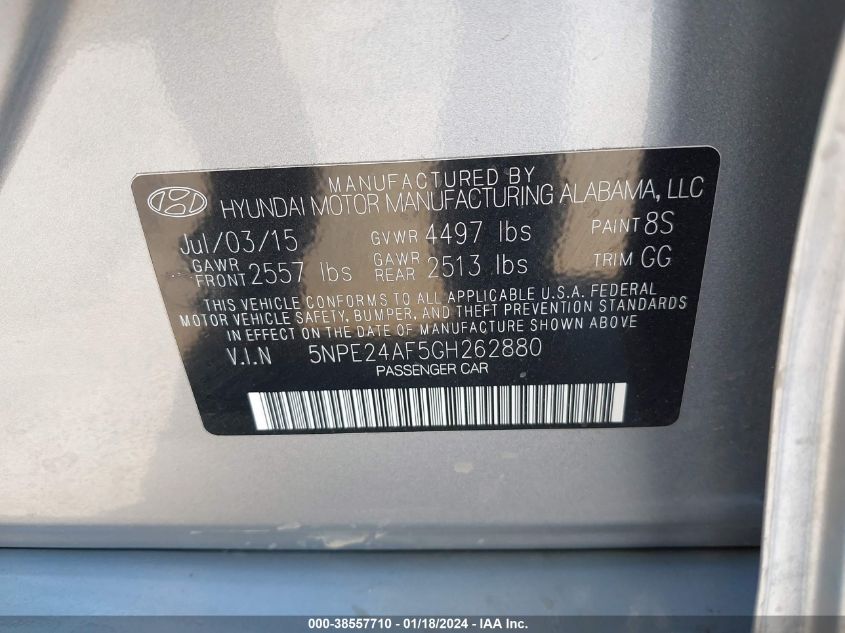 MANUFACTURED BY
HYUNDAI MOTOR MANUFACTURING ALABAMA, LLC
Jul/03/15 GVWR 4497 lbs PAINT 8S
GAWR FRONT 2557 lbs GAWR REAR 2513 lbs TRIM GG
THIS VEHICLE CONFORMS TO ALL APPLICABLE U.S.A. FEDERAL
MOTOR VEHICLE SAFETY, BUMPER, AND THEFT PREVENTION STANDARDS
IN EFFECT ON THE DATE OF MANUFACTURE SHOWN ABOVE
V.I.N 5NPE24AF5GH262880
PASSENGER CAR
000-38557710 - 01/18/2024 - IAA Inc.